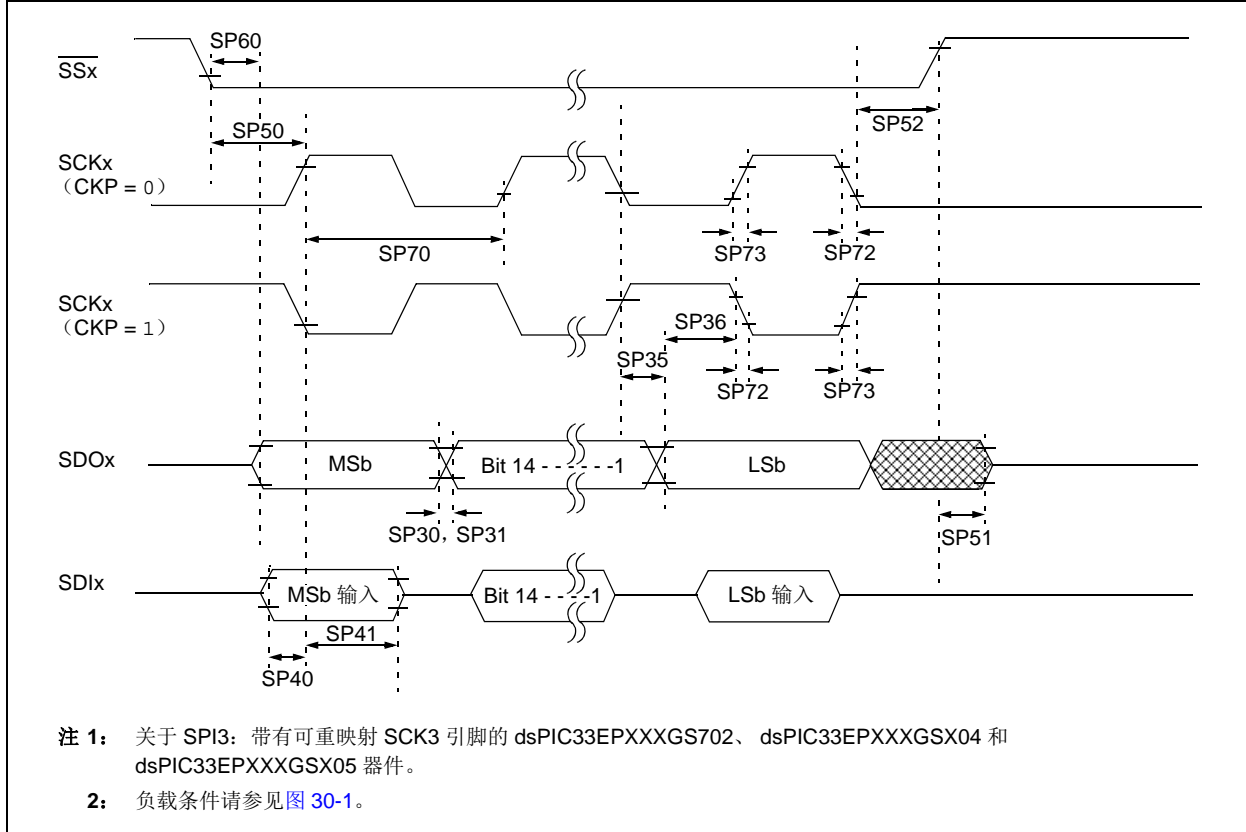 SP60
SSx
SP50
SP52
SCKx
（CKP = 0）
SP70
SP73
SP72
SCKx
（CKP = 1）
SP36
SP35
SP72
SP73
SDOx
MSb
Bit 14 - - - - - -1
LSb
SP30，SP31
SP51
SDIx
MSb 输入
Bit 14 - - - -1
LSb 输入
SP41
SP40
注 1： 关于 SPI3：带有可重映射 SCK3 引脚的 dsPIC33EPXXXGS702、 dsPIC33EPXXXGSX04 和
dsPIC33EPXXXGSX05 器件。
2： 负载条件请参见图 30-1。